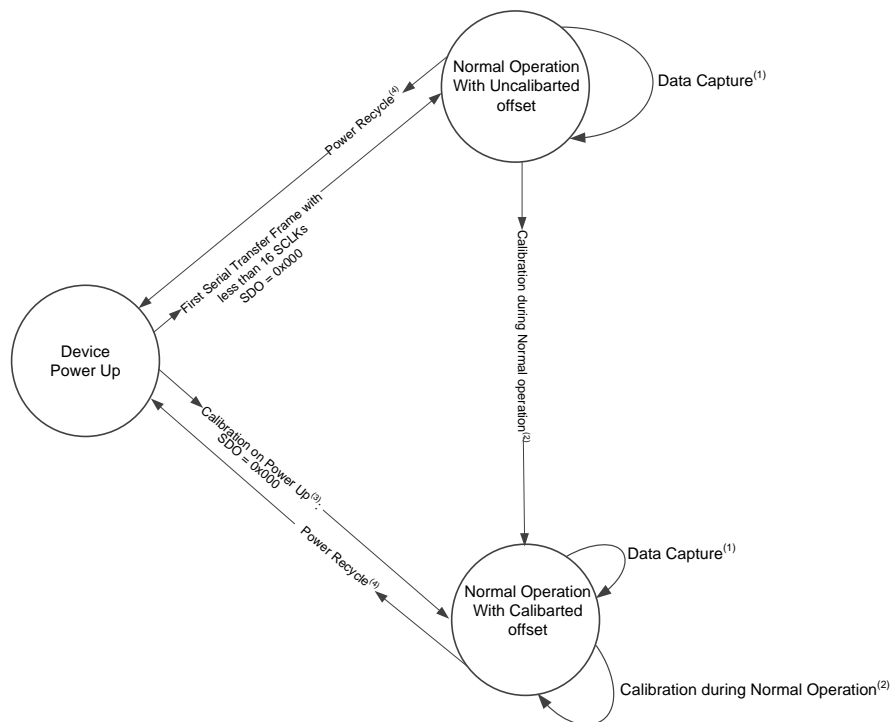 Normal Operation
With Uncalibarted
offset
Data Capture(1)
Power Recycle(4)
First Serial Transfer Frame with
less than 16 SCLKs
SDO = 0x000
Calibration during Normal operation(2)
Device
Power Up
Calibration on Power Up(3):
SDO = 0x000
Power Recycle(4)
Normal Operation
With Calibarted
offset
Data Capture(1)
Calibration during Normal Operation(2)